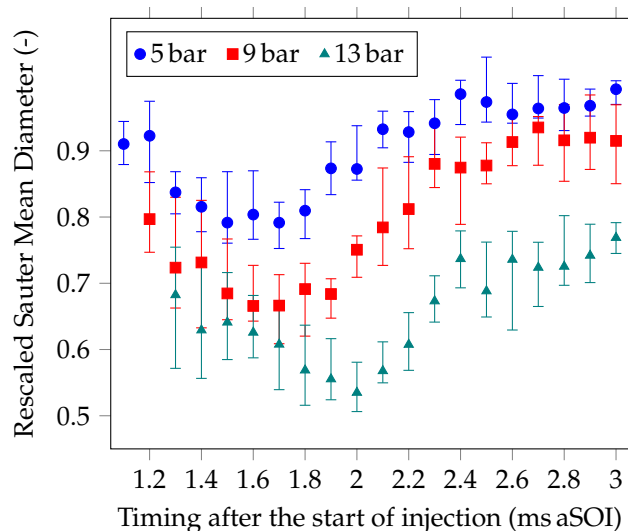 5 bar 9 bar 13 bar
Rescaled Sauter Mean Diameter (-)
0.9
0.8
0.7
0.6
0.5
1.2 1.4 1.6 1.8 2 2.2 2.4 2.6 2.8 3
Timing after the start of injection (ms aSOI)